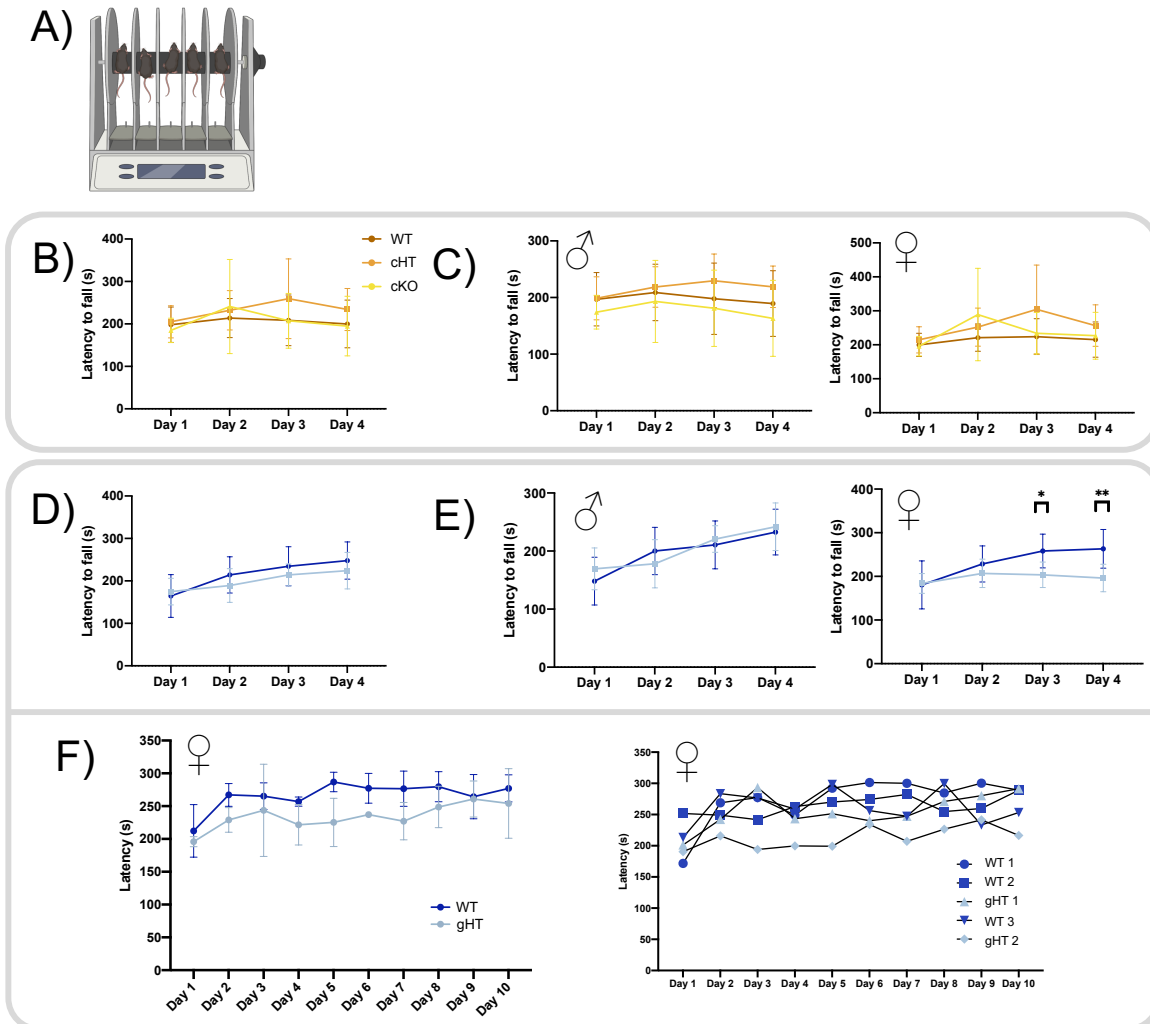 A)
B)
Latency to fall (s)
400
300
200
100
0
Day 1 Day 2 Day 3 Day 4
WT
cHT
cKO
C)
♂
Latency to fall (s)
300
200
100
0
Day 1 Day 2 Day 3 Day 4
♀
Latency to fall (s)
500
400
300
200
100
0
Day 1 Day 2 Day 3 Day 4
D)
Latency to fall (s)
400
300
200
100
0
Day 1 Day 2 Day 3 Day 4
E)
♂
Latency to fall (s)
300
200
100
0
Day 1 Day 2 Day 3 Day 4
♀
Latency to fall (s)
400
300
200
100
0
* **
Day 1 Day 2 Day 3 Day 4
F)
♀
Latency (s)
350
300
250
200
150
100
50
0
Day 1 Day 2 Day 3 Day 4 Day 5 Day 6 Day 7 Day 8 Day 9 Day 10
WT
gHT
♀
Latency (s)
350
300
250
200
150
100
50
0
Day 1 Day 2 Day 3 Day 4 Day 5 Day 6 Day 7 Day 8 Day 9 Day 10
WT 1
WT 2
gHT 1
WT 3
gHT 2